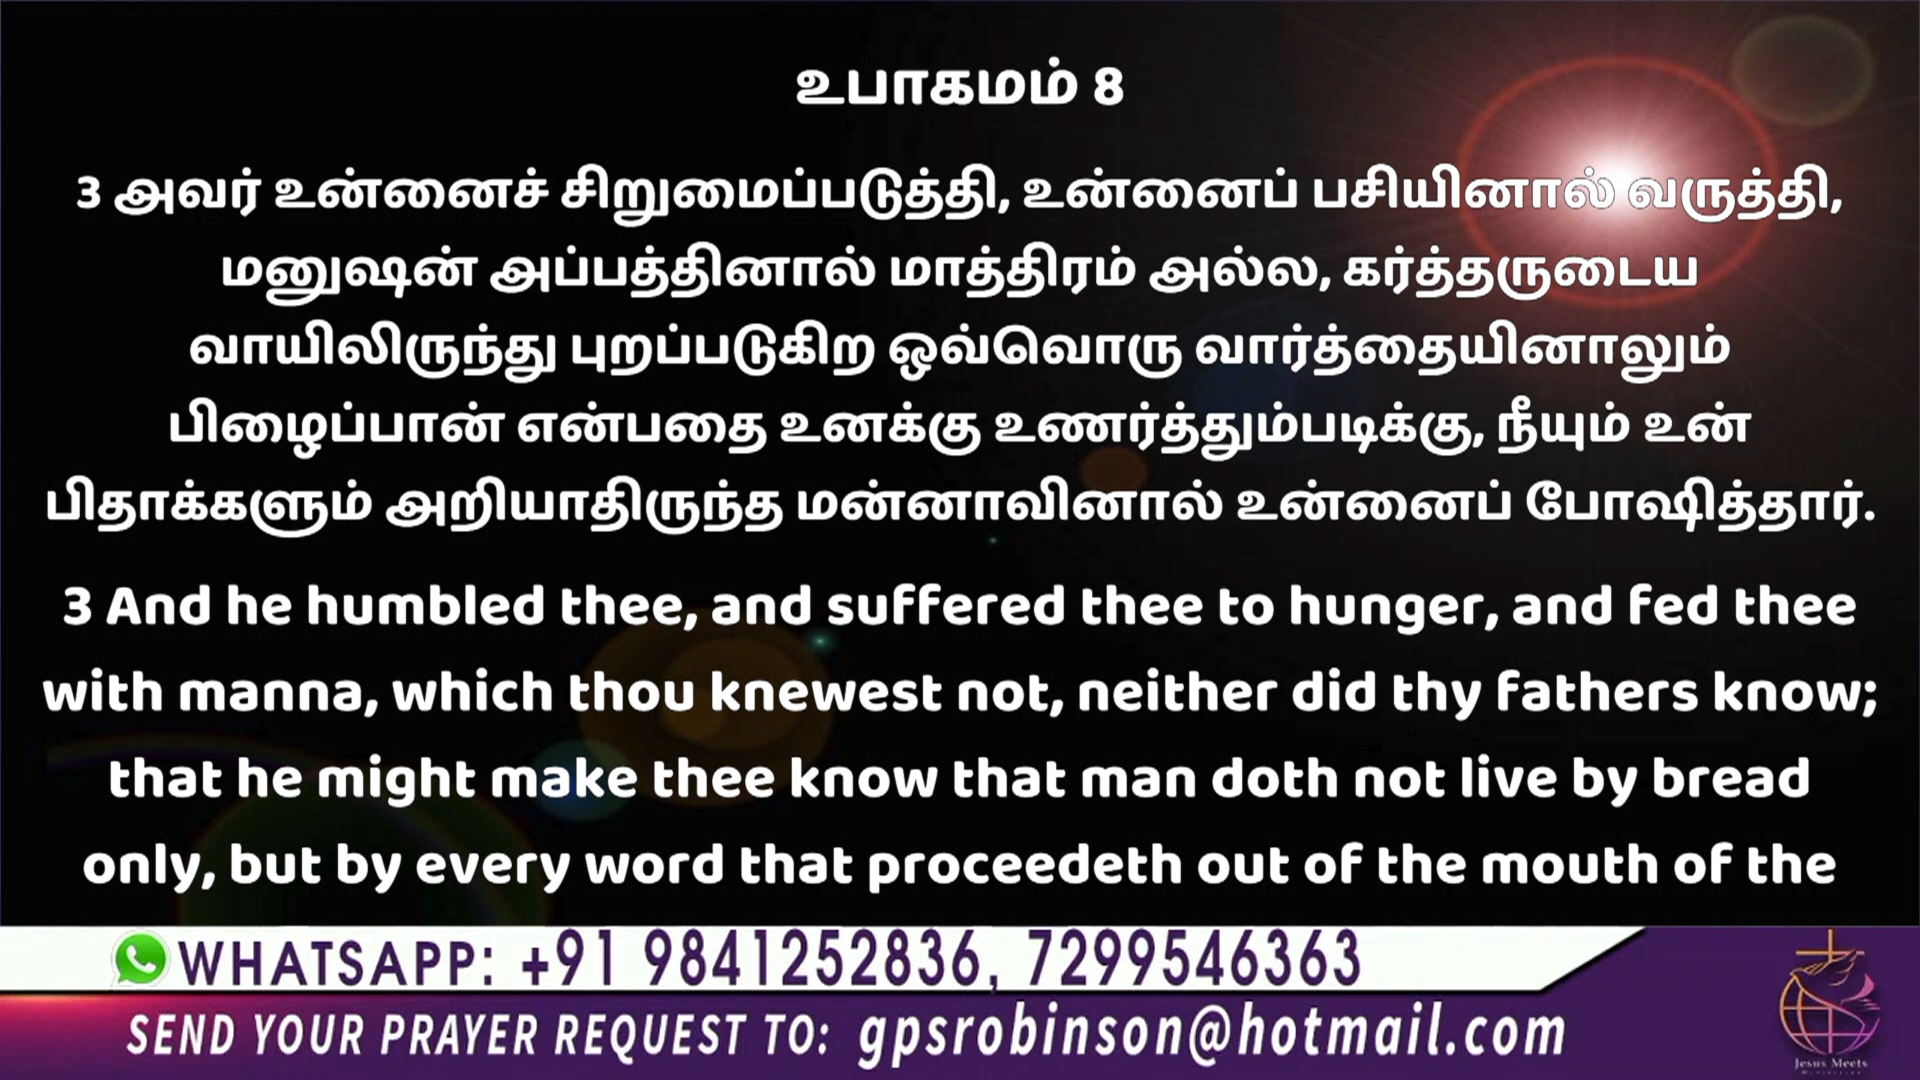 உபாகமம் 8
3 அவர் உன்னைச் சிறுமைப்படுத்தி, உன்னைப் பசியினால் வருத்தி,
மனுஷன் அப்பத்தினால் மாத்திரம் அல்ல, கர்த்தருடைய
வாயிலிருந்து புறப்படுகிற ஒவ்வொரு வார்த்தையினாலும்
பிழைப்பான் என்பதை உனக்கு உணர்த்தும்படிக்கு, நீயும் உன்
பிதாக்களும் அறியாதிருந்த மன்னாவினால் உன்னைப் போஷித்தார்.
3 And he humbled thee, and suffered thee to hunger, and fed thee
with manna, which thou knewest not, neither did thy fathers know;
that he might make thee know that man doth not live by bread
only, but by every word that proceedeth out of the mouth of the
WHATSAPP: +91 9841252836, 7299546363
SEND YOUR PRAYER REQUEST TO: gpsrobinson@hotmail.com
Jesus Meets